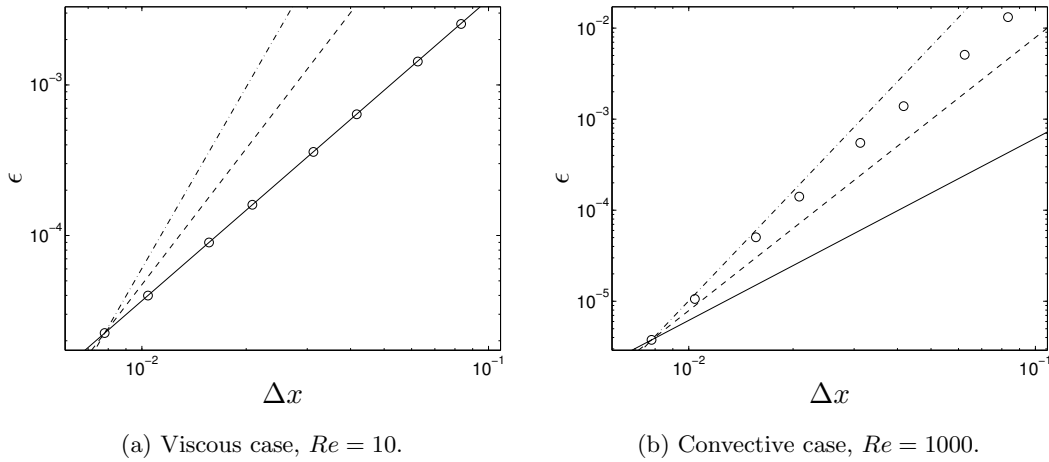 10⁻³
10⁻⁴
ϵ
10⁻²
10⁻¹
Δx
(a) Viscous case, Re = 10.
10⁻²
10⁻³
10⁻⁴
10⁻⁵
ϵ
10⁻²
10⁻¹
Δx
(b) Convective case, Re = 1000.